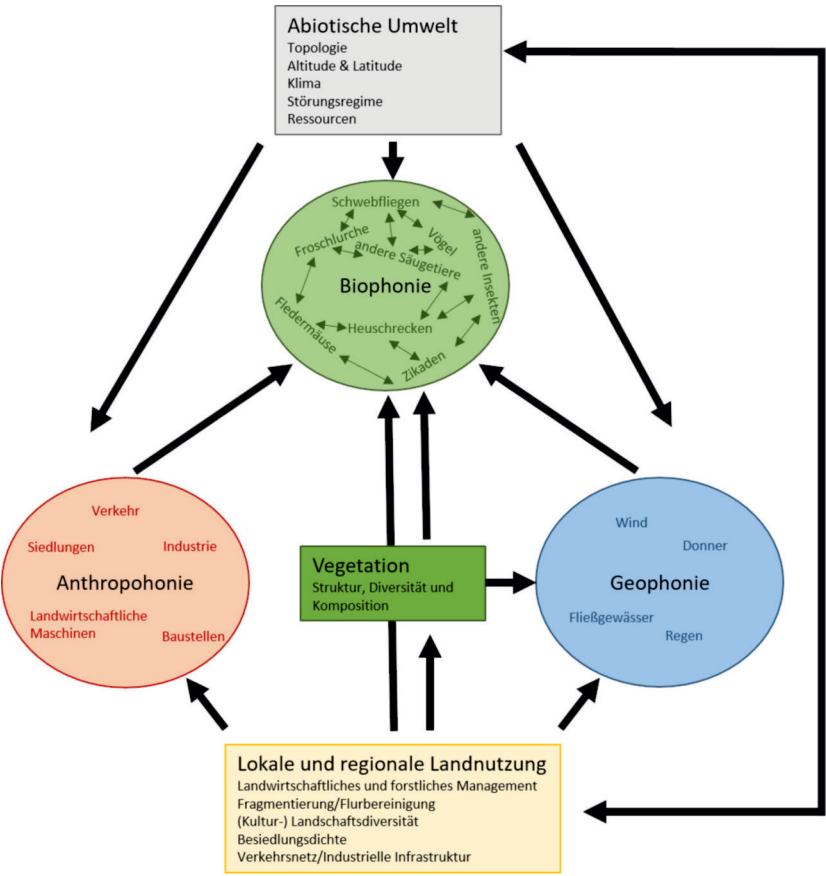 Abiotische Umwelt
Topologie
Altitude & Latitude
Klima
Störungsregime
Ressourcen
Schwebfliegen
Froschlurche
Vögel
andere Säugetiere
andere Insekten
Biophonie
Fledermäuse
Heuschrecken
Zikaden
Verkehr
Siedlungen
Industrie
Anthropohonie
Landwirtschaftliche
Maschinen
Baustellen
Vegetation
Struktur, Diversität und
Komposition
Wind
Donner
Geophonie
Fließgewässer
Regen
Lokale und regionale Landnutzung
Landwirtschaftliches und forstliches Management
Fragmentierung/Flurbereinigung
(Kultur-) Landschaftsdiversität
Besiedlungsdichte
Verkehrsnetz/Industrielle Infrastruktur